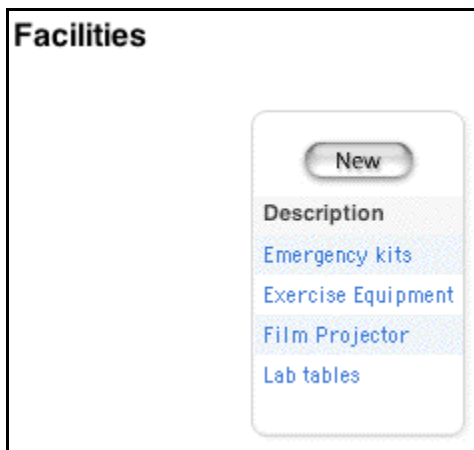 Facilities
New
Description
Emergency kits
Exercise Equipment
Film Projector
Lab tables